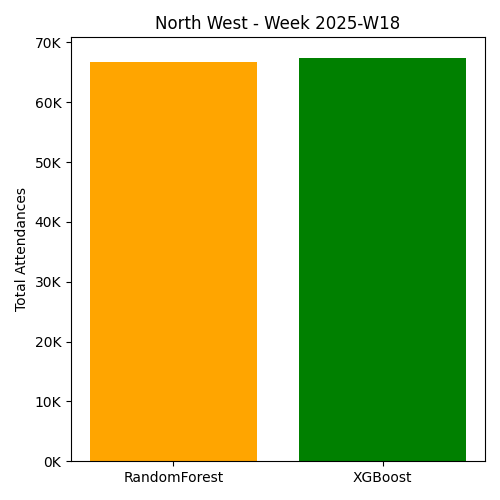 North West - Week 2025-W18
Total Attendances
70K
60K
50K
40K
30K
20K
10K
0K
RandomForest
XGBoost